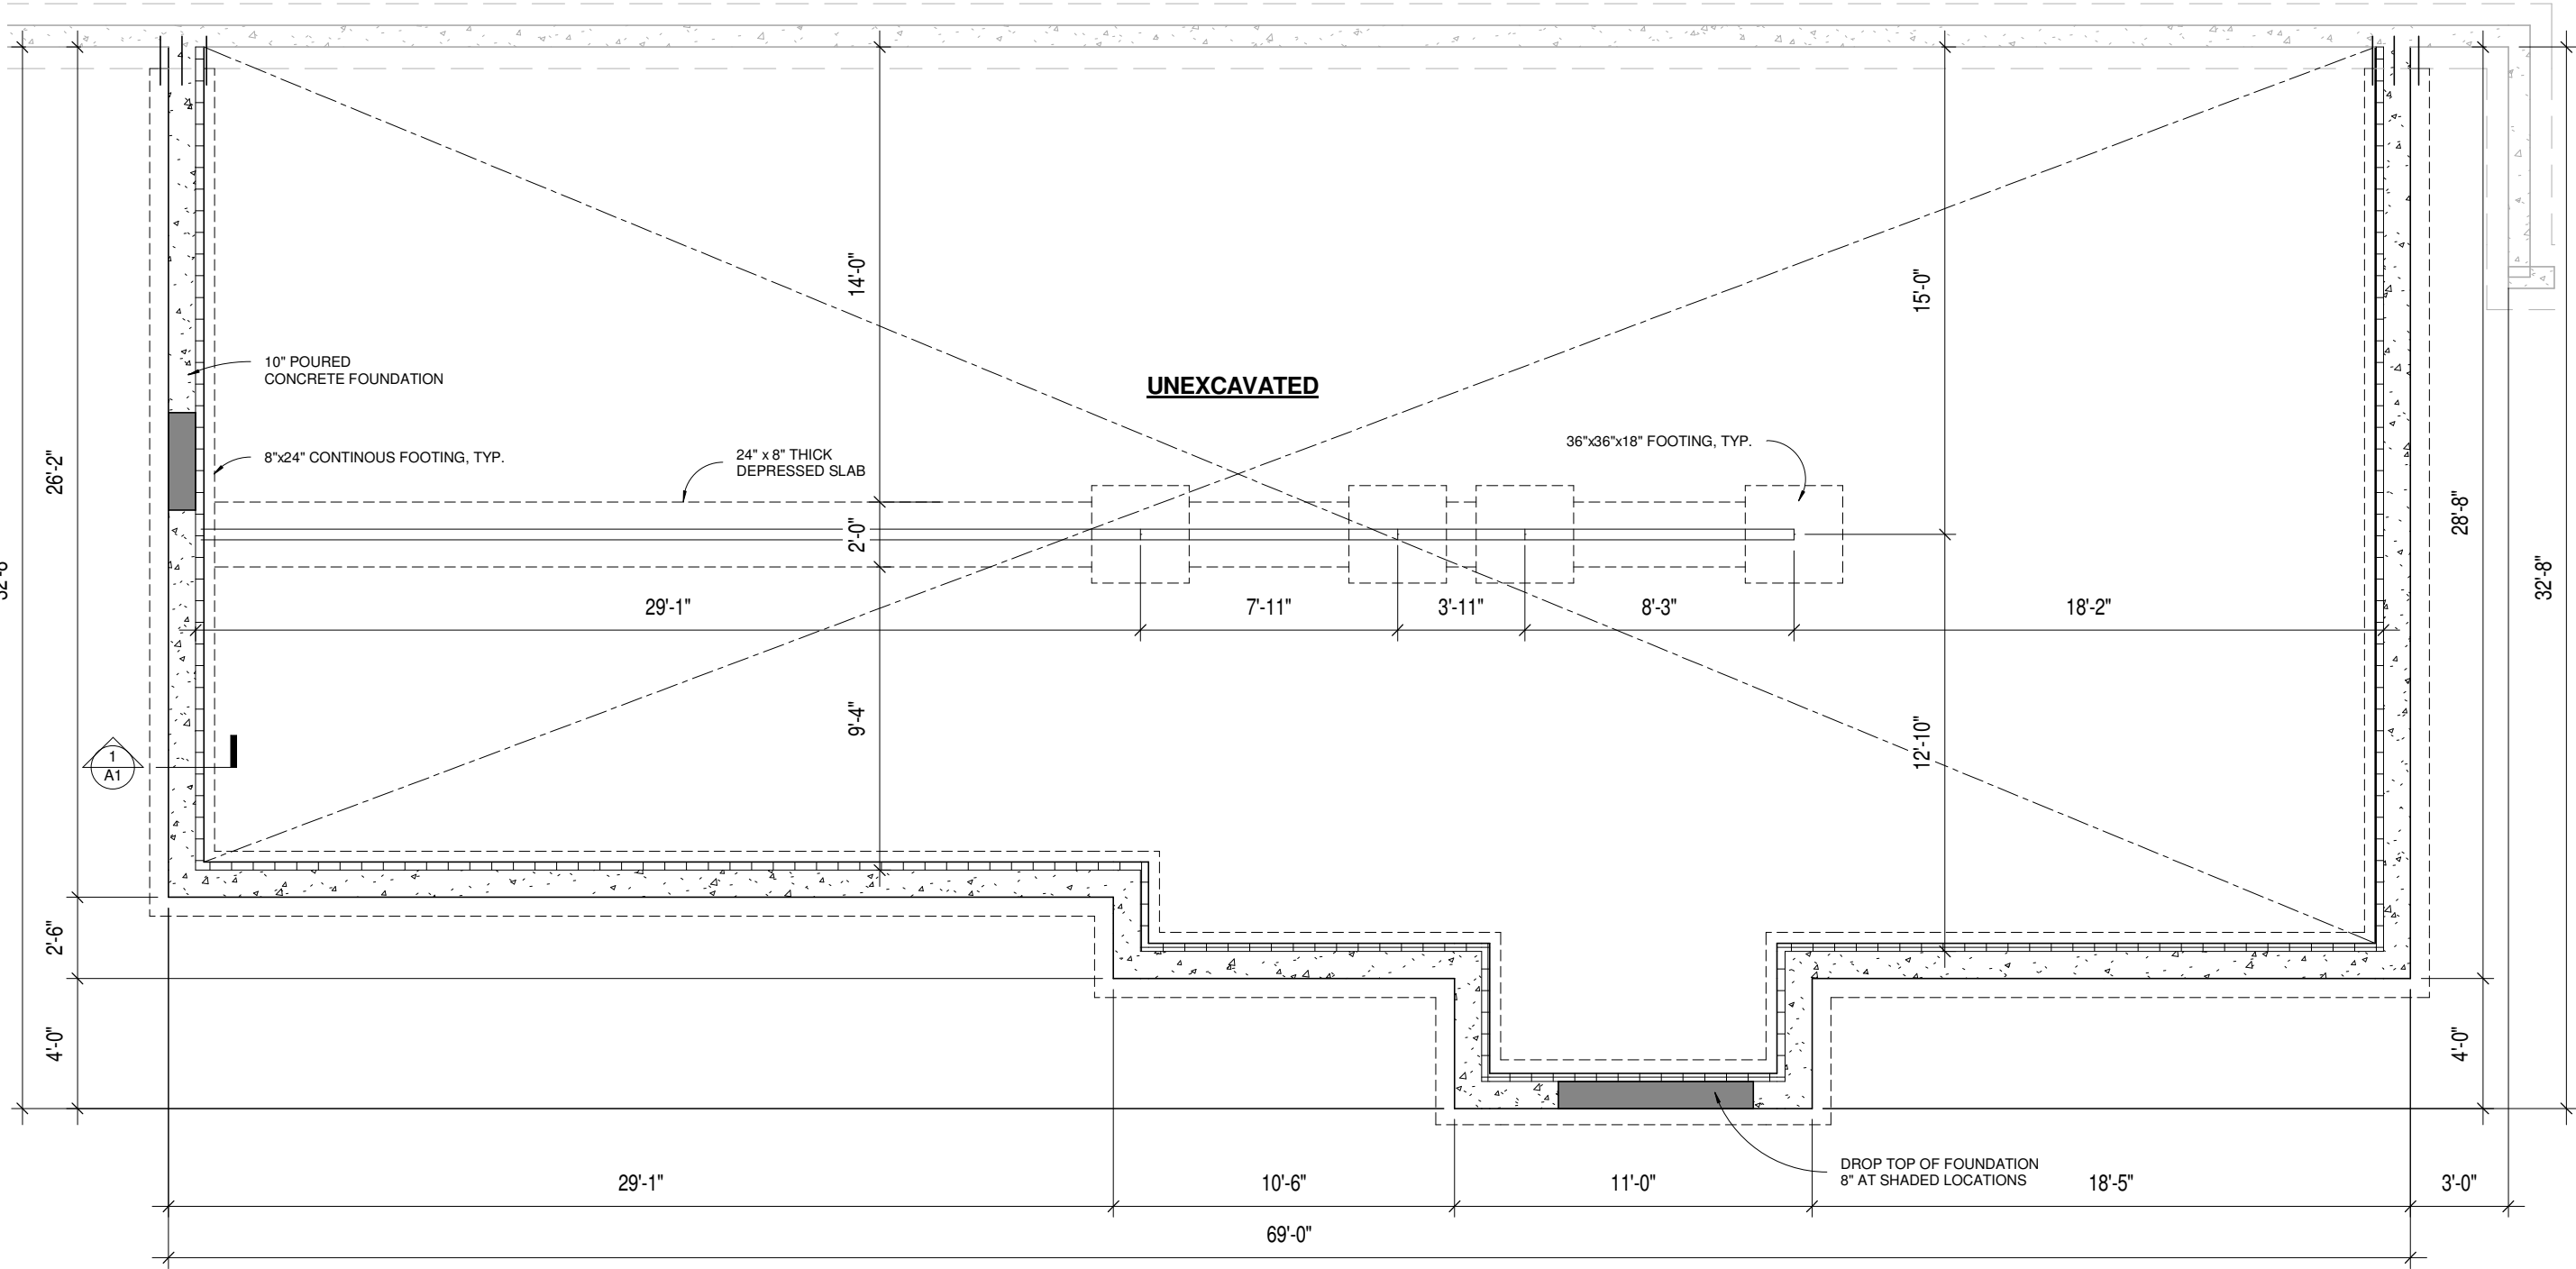 14'-0"
15'-0"
10" POURED
CONCRETE FOUNDATION
UNEXCAVATED
8"x24" CONTINOUS FOOTING, TYP.
24" x 8" THICK
DEPRESSED SLAB
36"x36"x18" FOOTING, TYP.
26'-2"
2'-0"
28'-8"
32'-8"
29'-1"
7'-11"
3'-11"
8'-3"
18'-2"
9'-4"
12'-10"
1
A1
2'-6"
4'-0"
4'-0"
DROP TOP OF FOUNDATION
8" AT SHADED LOCATIONS
29'-1"
10'-6"
11'-0"
18'-5"
3'-0"
69'-0"